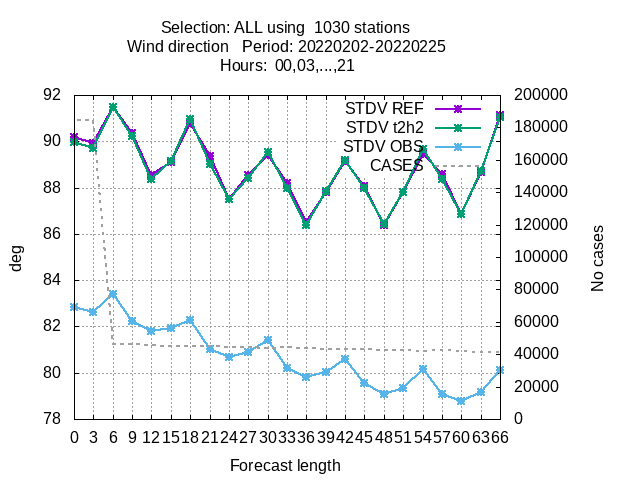 Selection: ALL using  1030 stations
Wind direction   Period: 20220202-20220225
Hours:  00,03,...,21
92 200000
STDV REF
90 180000
STDV t2h2
STDV OBS
88 160000
CASES
86 140000
84 120000
82 100000
80 80000
78 60000
40000
20000
0
deg
No cases
0 3 6 9 12 15 18 21 24 27 30 33 36 39 42 45 48 51 54 57 60 63 66
Forecast length